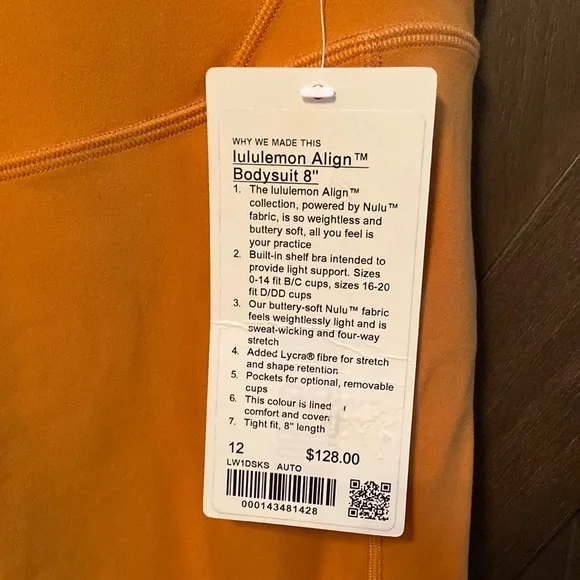 WHY WE MADE THIS
lululemon Align™
Bodysuit 8"
1. The lululemon Align™
collection, powered by Nulu™
fabric, is so weightless and
buttery soft, all you feel is
your practice
2. Built-in shelf bra intended to
provide light support. Sizes
0-14 fit B/C cups, sizes 16-20
fit D/DD cups
3. Our buttery-soft Nulu™ fabric
feels weightlessly light and is
sweat-wicking and four-way
stretch
4. Added Lycra® fibre for stretch
and shape retention
5. Pockets for optional, removable
cups
6. This colour is lined
comfort and cover
7. Tight fit, 8" length
12 $128.00
LW1DSKS AUTO
000143481428